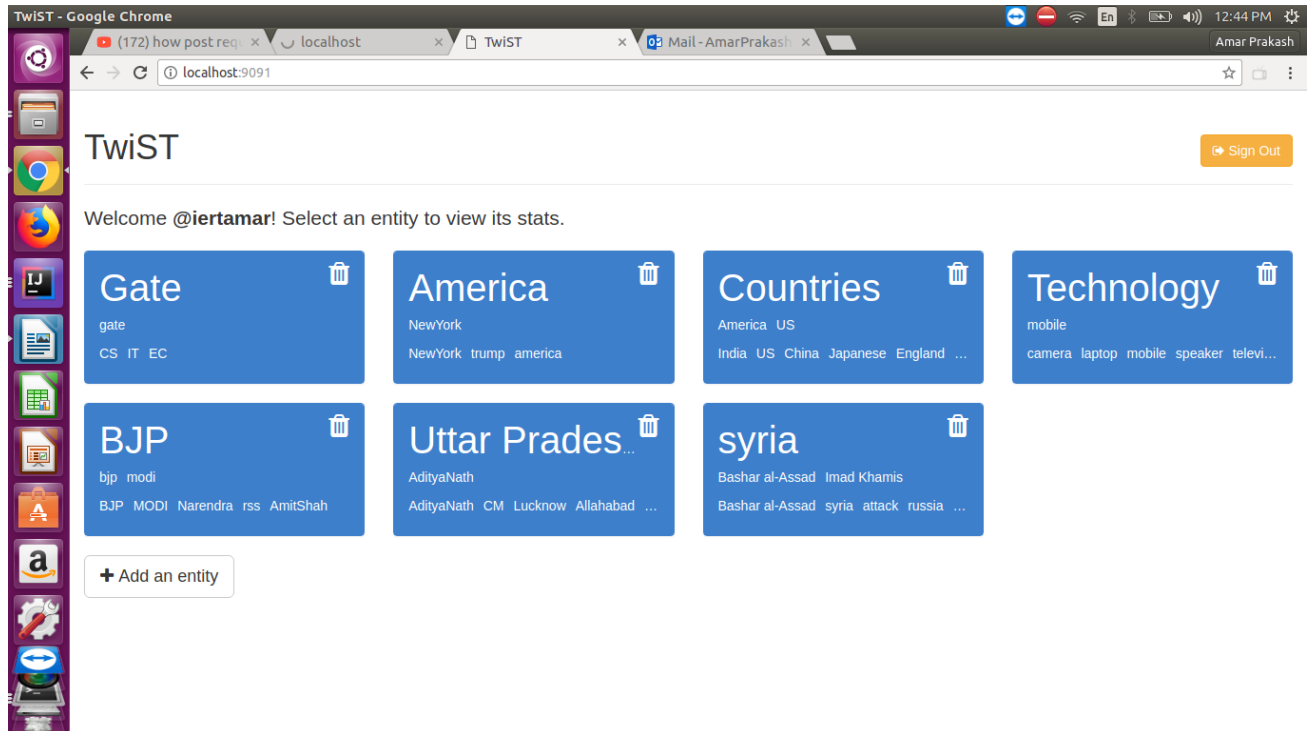 TwiST - Google Chrome
En 12:44 PM
(172) how post requ
localhost
TwiST
Mail - AmarPrakash
Amar Prakash
localhost:9091
TwiST
Sign Out
Welcome @iertamar! Select an entity to view its stats.
Gate
gate
CS IT EC
America
NewYork
NewYork trump america
Countries
America US
India US China Japanese England ...
Technology
mobile
camera laptop mobile speaker televi...
BJP
bjp modi
BJP MODI Narendra rss AmitShah
Uttar Prades...
AdityaNath
AdityaNath CM Lucknow Allahabad ...
syria
Bashar al-Assad Imad Khamis
Bashar al-Assad syria attack russia ...
+ Add an entity
IJ
A
a